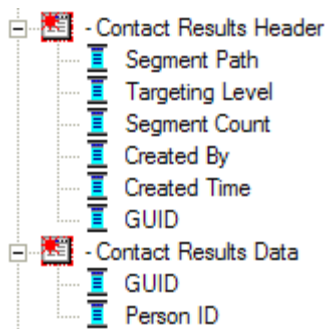 - Contact Results Header
Segment Path
Targeting Level
Segment Count
Created By
Created Time
GUID
- Contact Results Data
GUID
Person ID